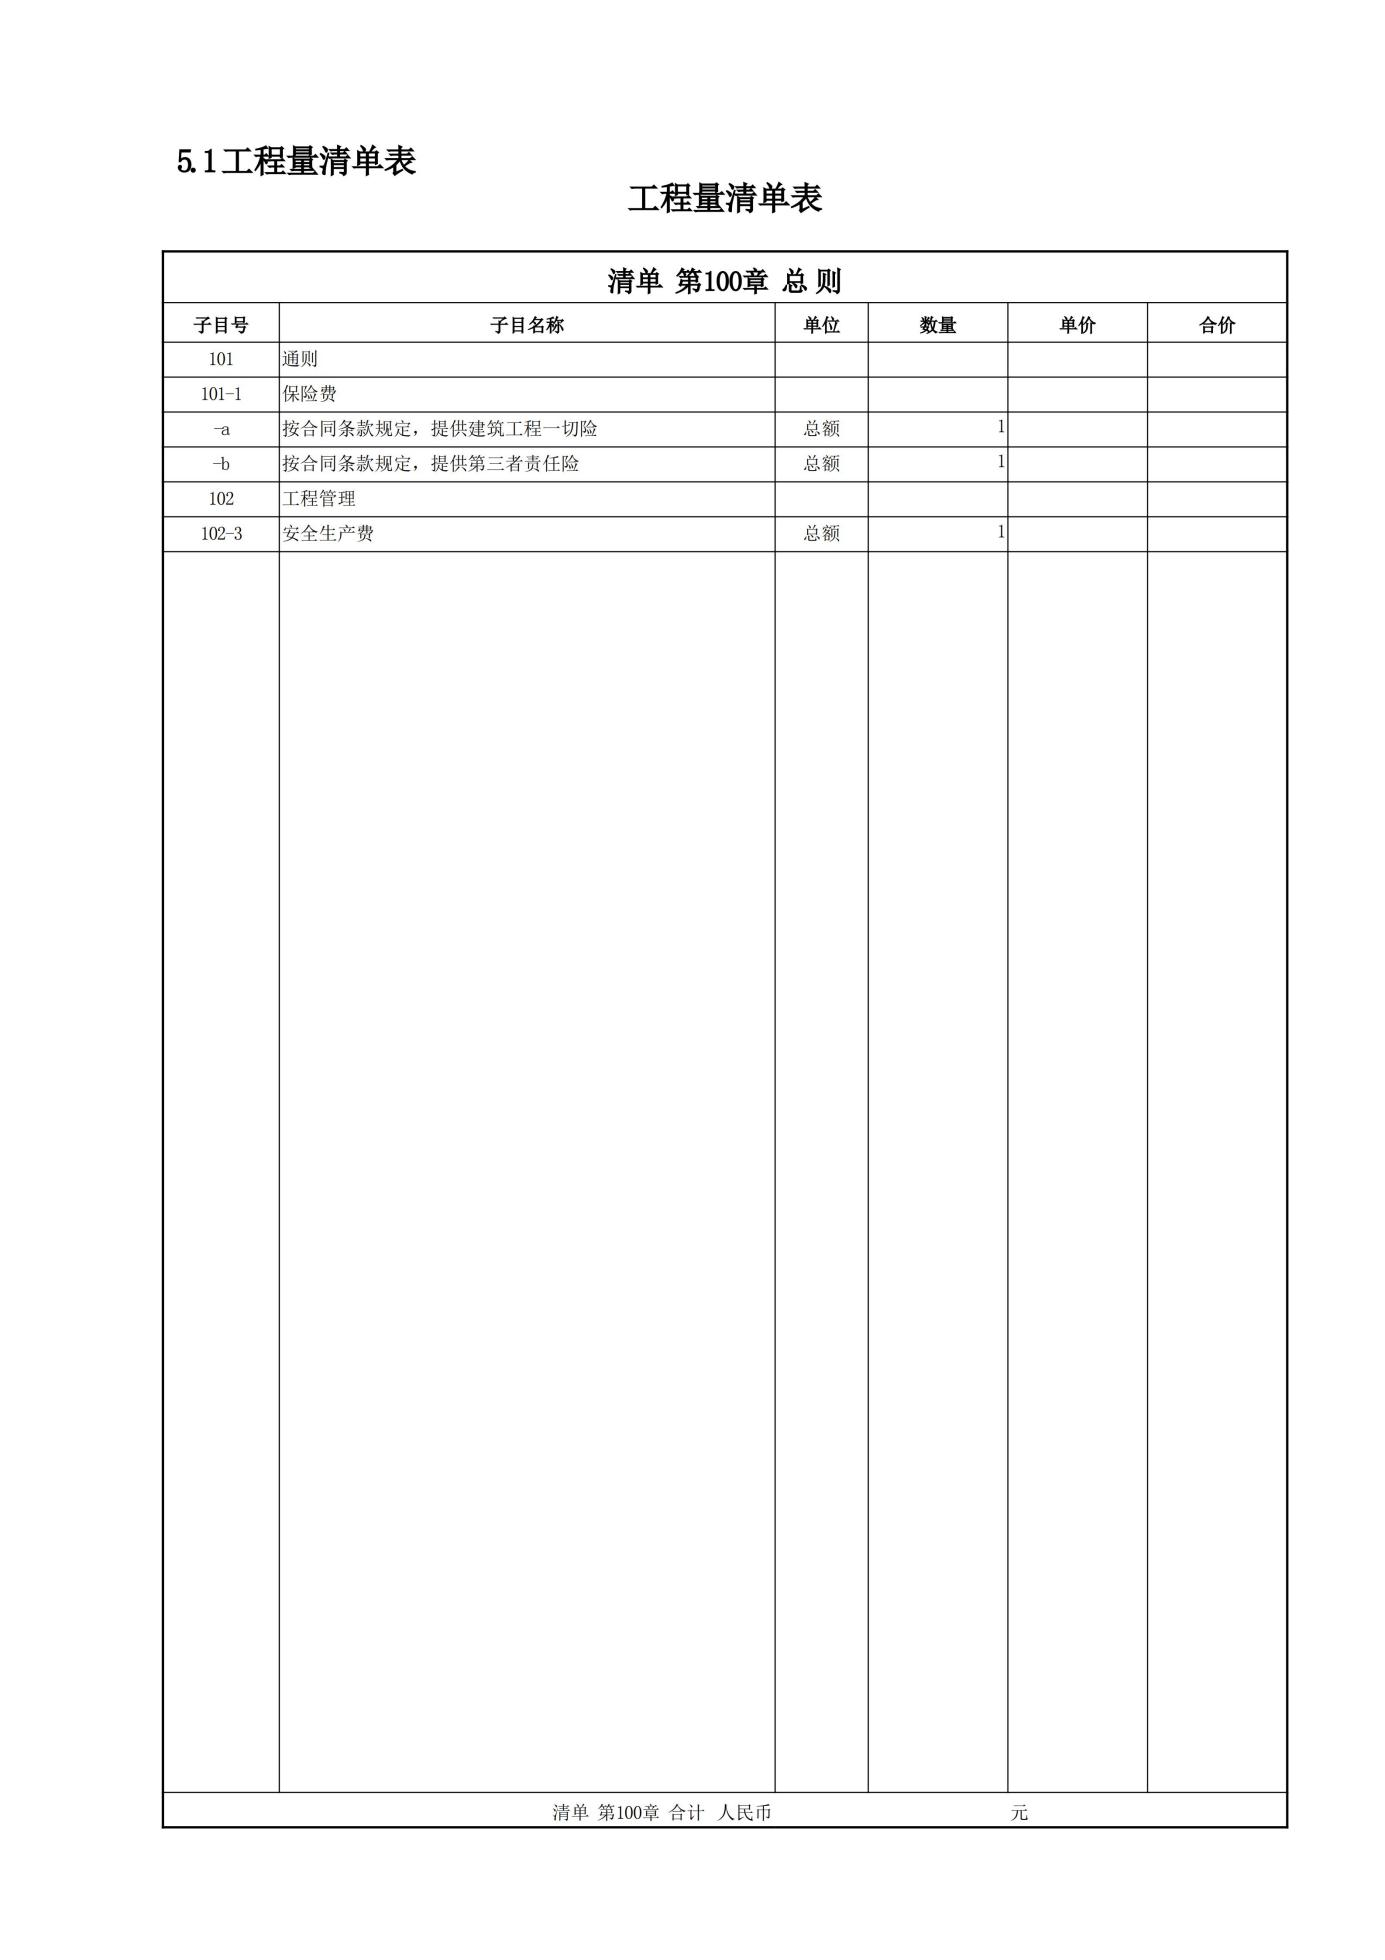 5.1工程量清单表
工程量清单表
清单 第100章 总 则
子目号 子目名称 单位 数量 单价 合价
101 通则
101-1 保险费
-a 按合同条款规定，提供建筑工程一切险 总额 1
-b 按合同条款规定，提供第三者责任险 总额 1
102 工程管理
102-3 安全生产费 总额 1
清单 第100章 合计 人民币 元